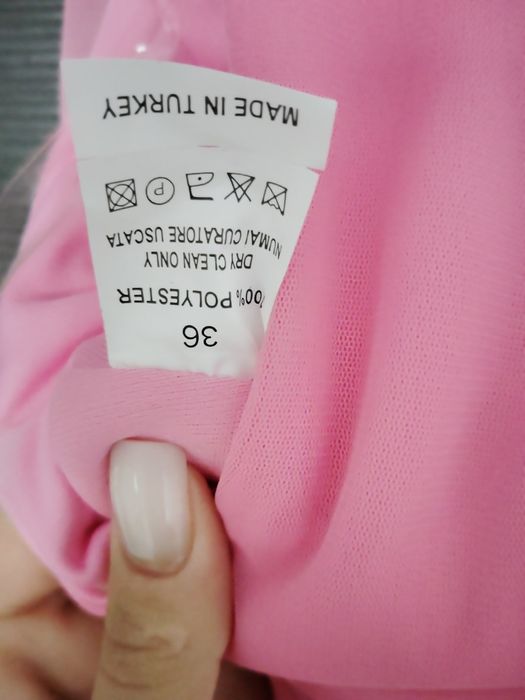 36
100% POLYESTER
DRY CLEAN ONLY
NUMAI CURATORE USCATA
P
MADE IN TURKEY